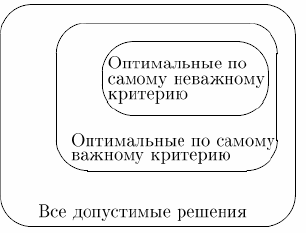 Оптимальные по
самому неважному
критерию
Оптимальные по самому
важному критерию
Все допустимые решения